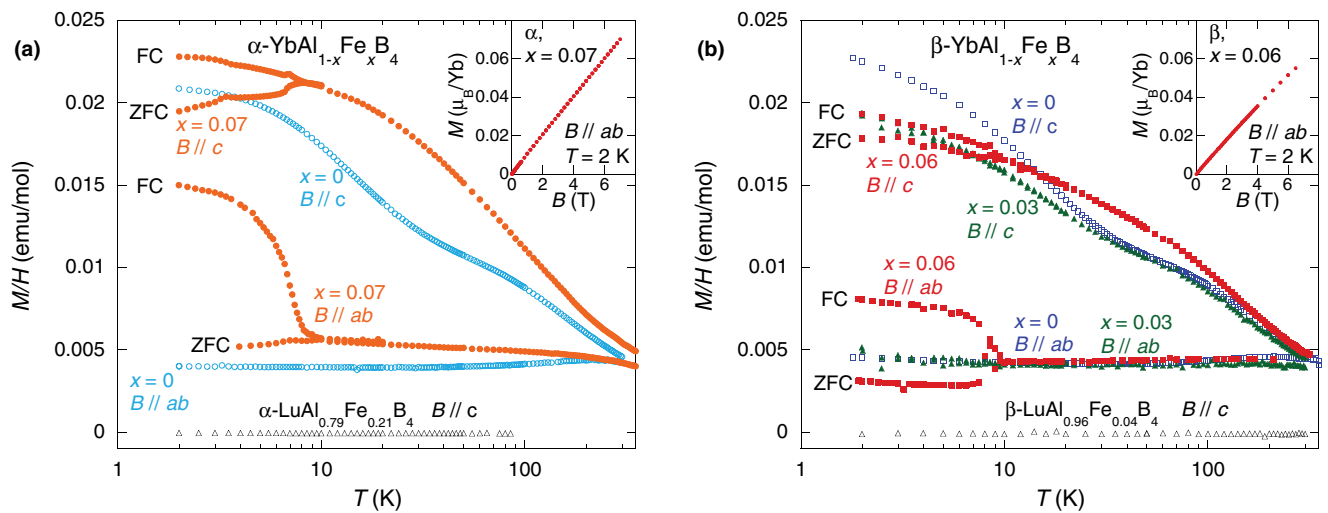 (a)
α-YbAl1-xFexB4
FC
ZFC
x = 0.07
B // c
x = 0
B // c
FC
x = 0.07
B // ab
ZFC
x = 0
B // ab
α-LuAl0.79Fe0.21B4 B // c
M/H (emu/mol)
0.025
0.02
0.015
0.01
0.005
0
1
10
100
T (K)
α,
x = 0.07
M (μB/Yb)
0.06
0.04
0.02
0
B // ab
T = 2 K
0 2 4 6
B (T)
(b)
β-YbAl1-xFexB4
x = 0
B // c
FC
ZFC
x = 0.06
B // c
x = 0.03
B // c
x = 0.06
B // ab
FC
x = 0
B // ab
x = 0.03
B // ab
ZFC
β-LuAl0.96Fe0.04B4 B // c
M/H (emu/mol)
0.025
0.02
0.015
0.01
0.005
0
1
10
100
T (K)
β,
x = 0.06
M (μB/Yb)
0.06
0.04
0.02
0
B // ab
T = 2 K
0 2 4 6
B (T)